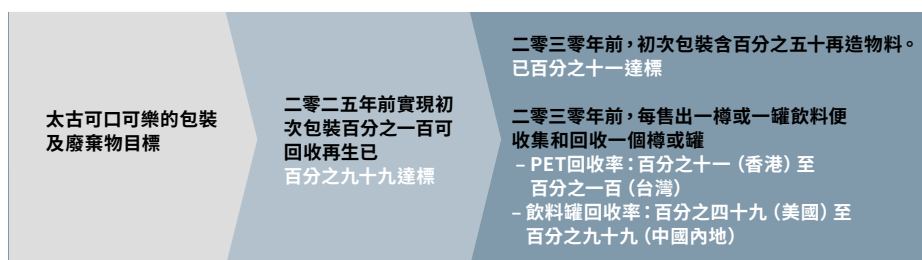 太古可口可樂的包裝
及廢棄物目標
二零二五年前實現初
次包裝百分之一百可
回收再生已
百分之九十九達標
二零三零年前，初次包裝含百分之五十再造物料。
已百分之十一達標
二零三零年前，每售出一樽或一罐飲料便
收集和回收一個樽或罐
– PET回收率：百分之十一（香港）至
百分之一百（台灣）
– 飲料罐回收率：百分之四十九（美國）至
百分之九十九（中國內地）